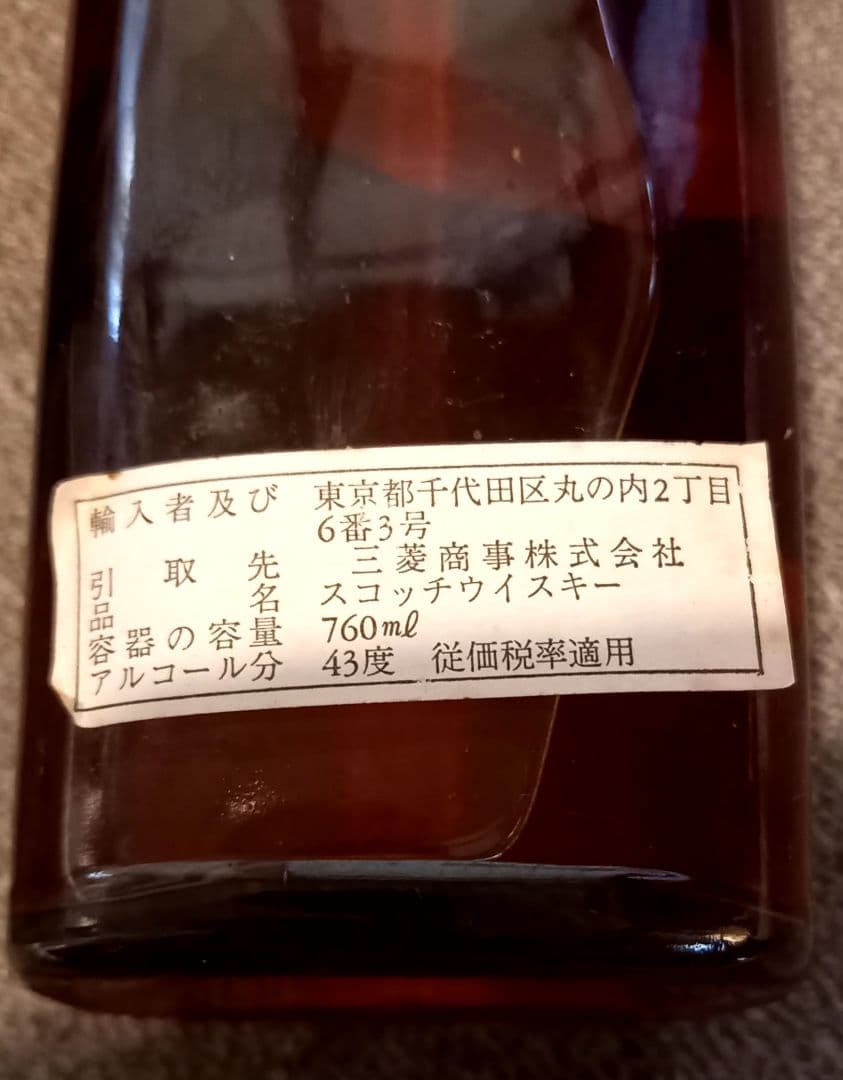 輸入者及び 東京都千代田区丸の内2丁目
6番3号
引取先 三菱商事株式会社
品名 スコッチウイスキー
容器の容量 760ml
アルコール分 43度 従価税率適用